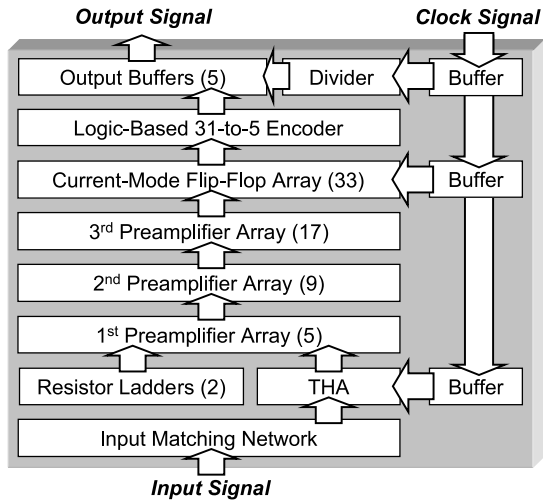 Output Signal
Clock Signal
Output Buffers (5)
Divider
Buffer
Logic-Based 31-to-5 Encoder
Current-Mode Flip-Flop Array (33)
Buffer
3rd Preamplifier Array (17)
2nd Preamplifier Array (9)
1st Preamplifier Array (5)
Resistor Ladders (2)
THA
Buffer
Input Matching Network
Input Signal